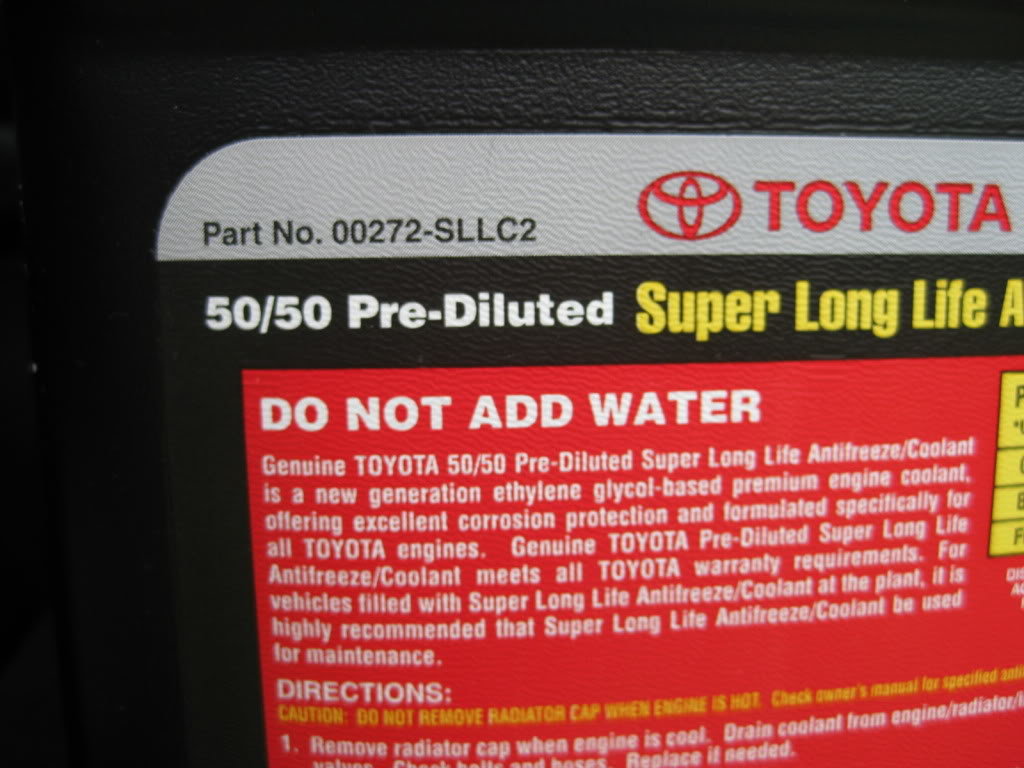 Part No. 00272-SLLC2
TOYOTA
50/50 Pre-Diluted Super Long Life A
DO NOT ADD WATER
Genuine TOYOTA 50/50 Pre-Diluted Super Long Life Antifreeze/Coolant
is a new generation ethylene glycol-based premium engine coolant,
offering excellent corrosion protection and formulated specifically for
all TOYOTA engines. Genuine TOYOTA Pre-Diluted Super Long Life
Antifreeze/Coolant meets all TOYOTA warranty requirements. For
vehicles filled with Super Long Life Antifreeze/Coolant at the plant, it is
highly recommended that Super Long Life Antifreeze/Coolant be used
for maintenance.
DIRECTIONS:
CAUTION: DO NOT REMOVE RADIATOR CAP WHEN ENGINE IS HOT. Check owner's manual for specified anti
1. Remove radiator cap when engine is cool. Drain coolant from engine/radiator/
valves. Check belts and hoses. Replace if needed.